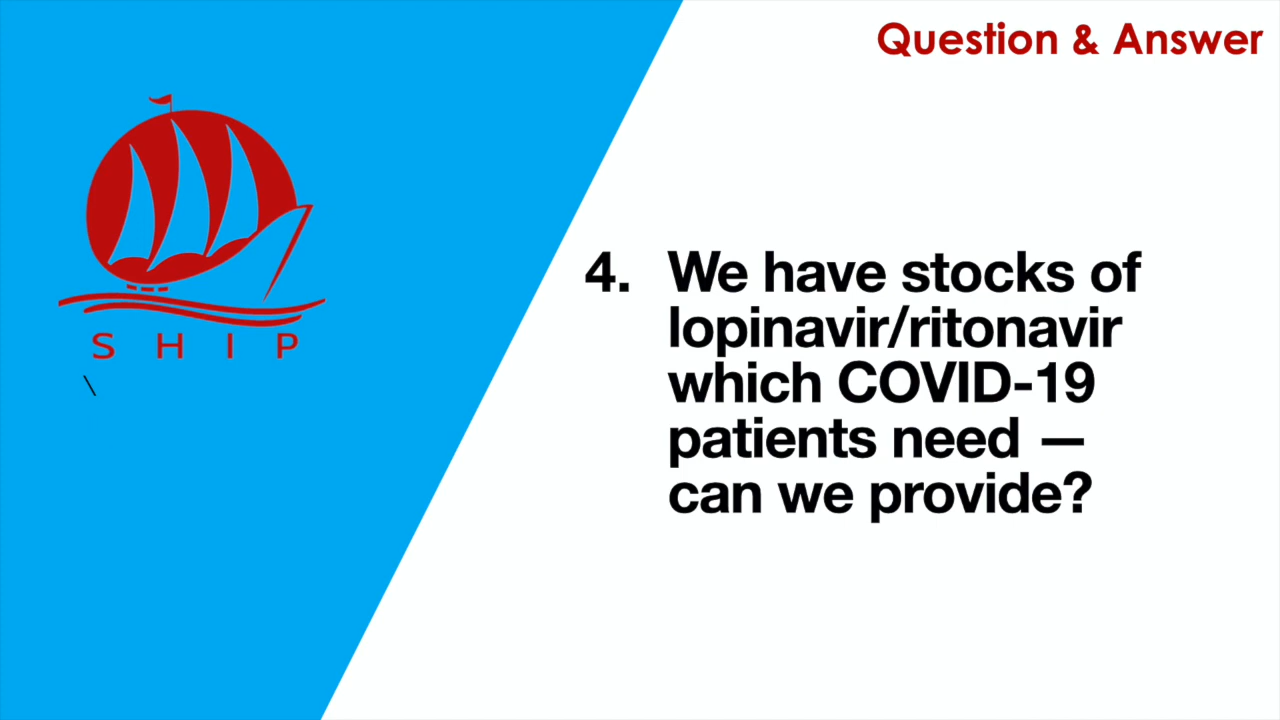 Question & Answer
S H I P
\
4. We have stocks of
lopinavir/ritonavir
which COVID-19
patients need —
can we provide?